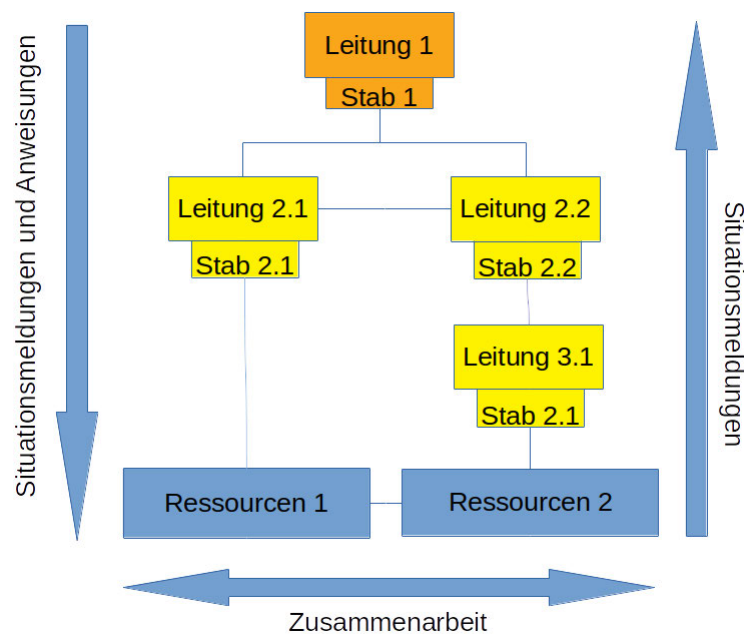 Situationsmeldungen und Anweisungen
Leitung 1
Stab 1
Leitung 2.1
Leitung 2.2
Stab 2.1
Stab 2.2
Leitung 3.1
Stab 2.1
Ressourcen 1
Ressourcen 2
Situationsmeldungen
Zusammenarbeit